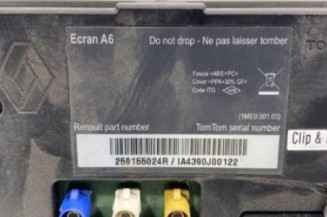 Ecran A6
Do not drop - Ne pas laisser tomber
TO
Fascia >ABS+PC<
Cover >PPA+30% GF<
Code ITG :
(1ME0.001.03)
Renault part number
TomTom serial number
Clip &
259155024R / IA4390J00122